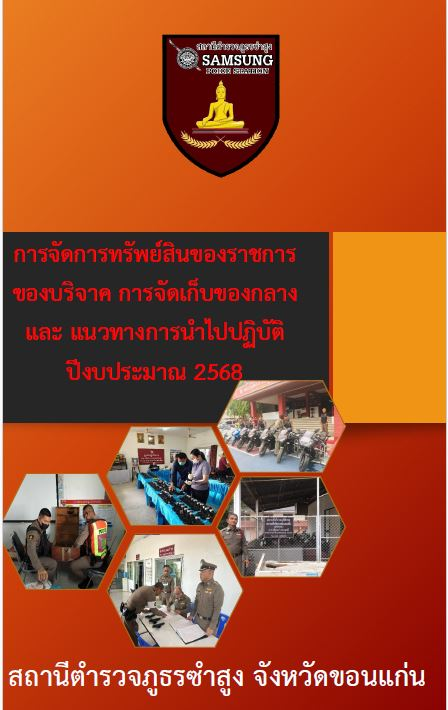 สถานีตำรวจภูธรซำสูง
SAMSUNG
POLICE STATION
การจัดการทรัพย์สินของราชการ
ของบริจาค การจัดเก็บของกลาง
และ แนวทางการนำไปปฏิบัติ
ปีงบประมาณ 2568
สถานีตำรวจภูธรซำสูง จังหวัดขอนแก่น